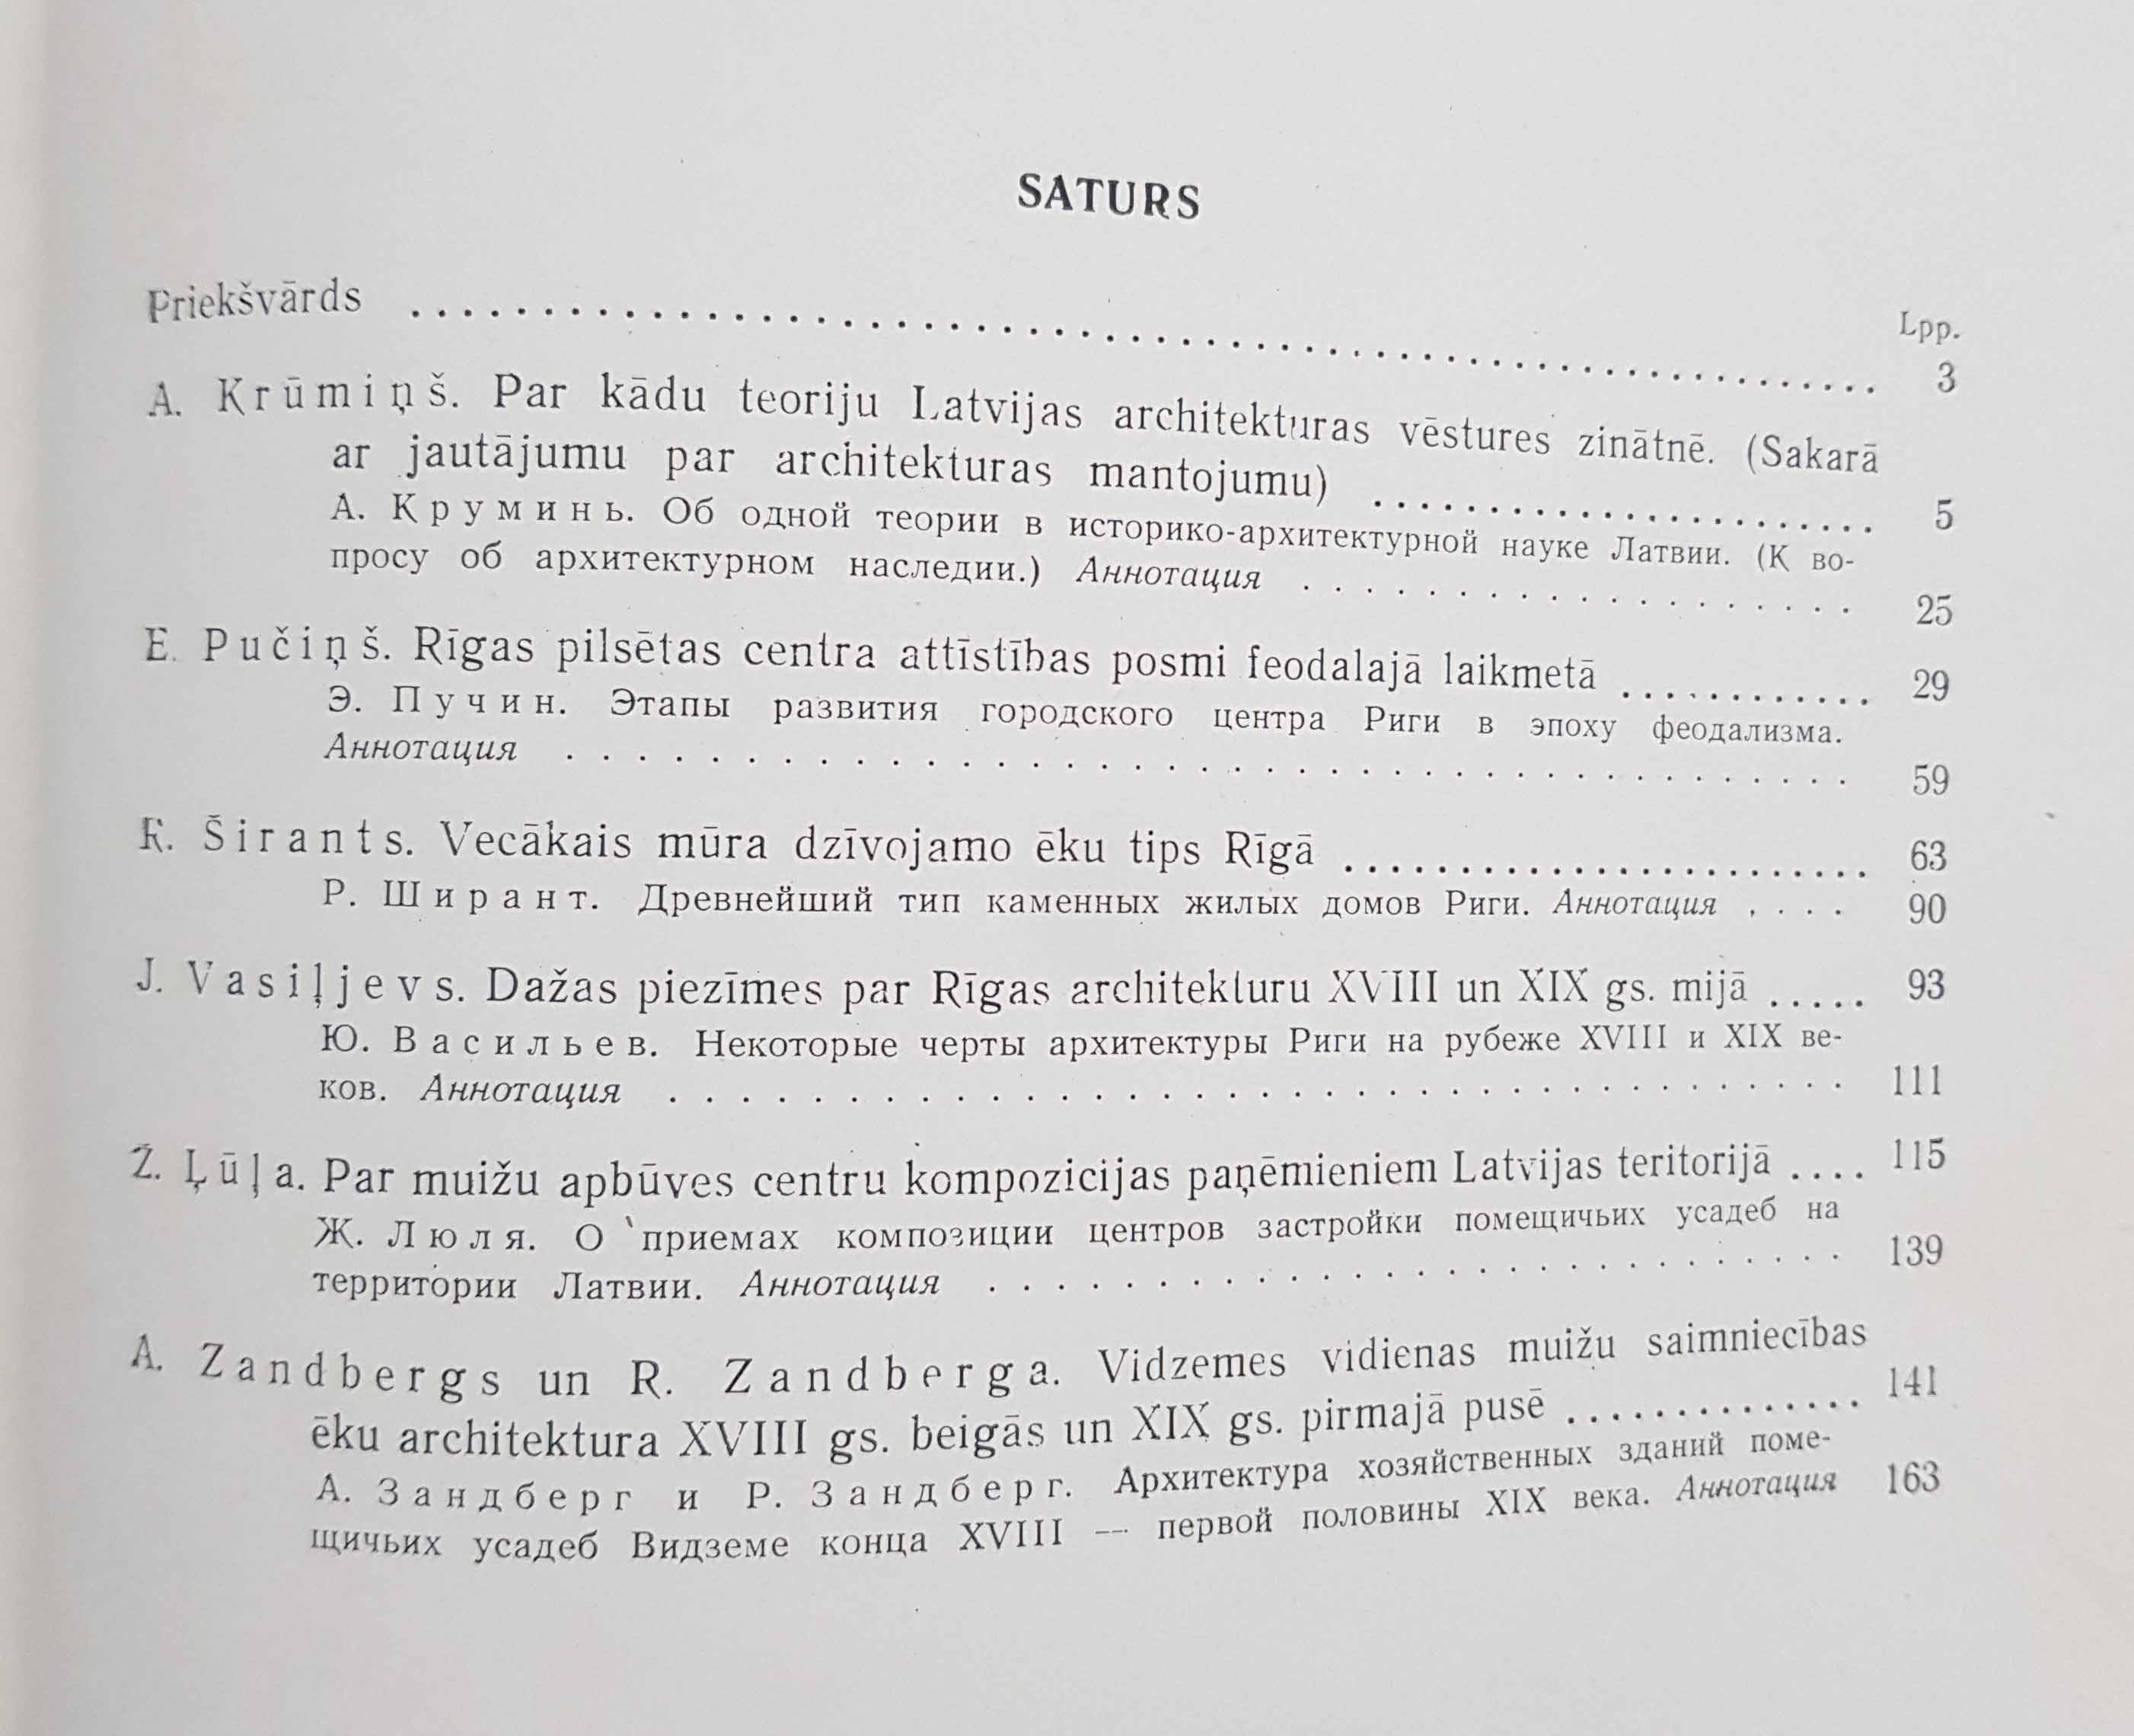 SATURS
Lpp.
Priekšvārds . . . . . . . . . . . . . . . . . . . . . . . . . . . . . . 3
A. Krūmiņš. Par kādu teoriju Latvijas architekturas vēstures zinātnē. (Sakarā
ar jautājumu par architekturas mantojumu) . . . . . . . . . . . . 5
А. Круминь. Об одной теории в историко-архитектурной науке Латвии. (К во-
просу об архитектурном наследии.) Аннотация . . . . . . . . . . 25
E. Pučiņš. Rīgas pilsētas centra attīstības posmi feodalajā laikmetā . . . . . . 29
Э. Пучин. Этапы развития городского центра Риги в эпоху феодализма.
Аннотация . . . . . . . . . . . . . . . . . . . . . . . . 59
R. Širants. Vecākais mūra dzīvojamo ēku tips Rīgā . . . . . . . . . . . . 63
Р. Ширант. Древнейший тип каменных жилых домов Риги. Аннотация . . . . 90
J. Vasiļjevs. Dažas piezīmes par Rīgas architekturu XVIII un XIX gs. mijā . . . . . 93
Ю. Васильев. Некоторые черты архитектуры Риги на рубеже XVIII и XIX ве-
ков. Аннотация . . . . . . . . . . . . . . . . . . . . . . 111
Ž. Ļūļa. Par muižu apbūves centru kompozicijas paņēmieniem Latvijas teritorijā . . . . 115
Ж. Люля. О приемах композиции центров застройки помещичьих усадеб на
территории Латвии. Аннотация . . . . . . . . . . . . . . . . 139
A. Zandbergs un R. Zandberga. Vidzemes vidienas muižu saimniecības
ēku architektura XVIII gs. beigās un XIX gs. pirmajā pusē . . . . . . . 141
А. Зандберг и Р. Зандберг. Архитектура хозяйственных зданий поме-
щичьих усадеб Видземе конца XVIII — первой половины XIX века. Аннотация 163